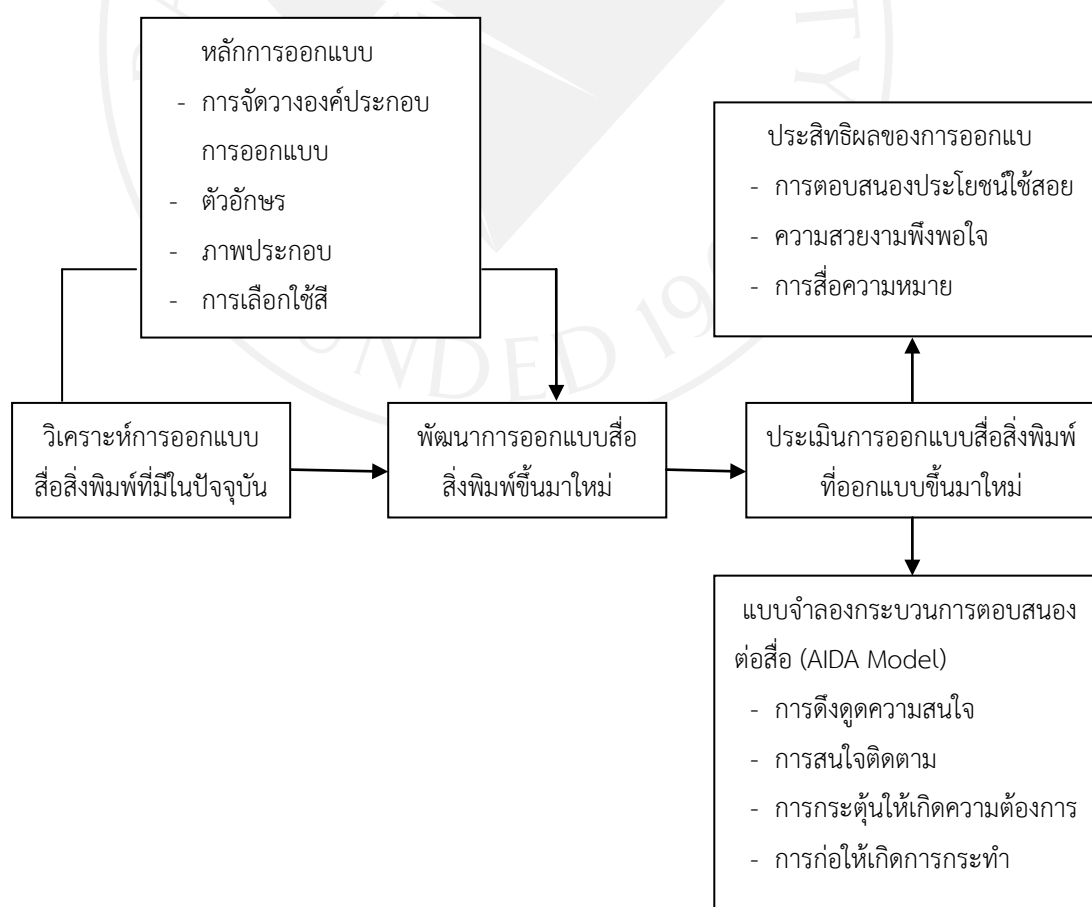 หลักการออกแบบ
- การจัดวางองค์ประกอบ
การออกแบบ
- ตัวอักษร
- ภาพประกอบ
- การเลือกใช้สี
ประสิทธิผลของการออกแบ
- การตอบสนองประโยชน์ใช้สอย
- ความสวยงามพึงพอใจ
- การสื่อความหมาย
วิเคราะห์การออกแบบ
สื่อสิ่งพิมพ์ที่มีในปัจจุบัน
พัฒนาการออกแบบสื่อ
สิ่งพิมพ์ขึ้นมาใหม่
ประเมินการออกแบบสื่อสิ่งพิมพ์
ที่ออกแบบขึ้นมาใหม่
แบบจำลองกระบวนการตอบสนอง
ต่อสื่อ (AIDA Model)
- การดึงดูดความสนใจ
- การสนใจติดตาม
- การกระตุ้นให้เกิดความต้องการ
- การก่อให้เกิดการกระทำ